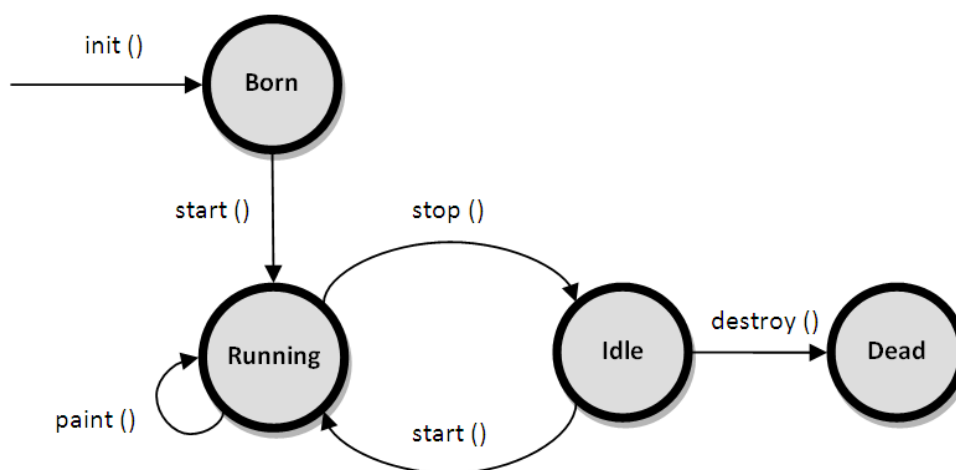 init ()
Born
start ()
stop ()
Running
Idle
destroy ()
Dead
paint ()
start ()